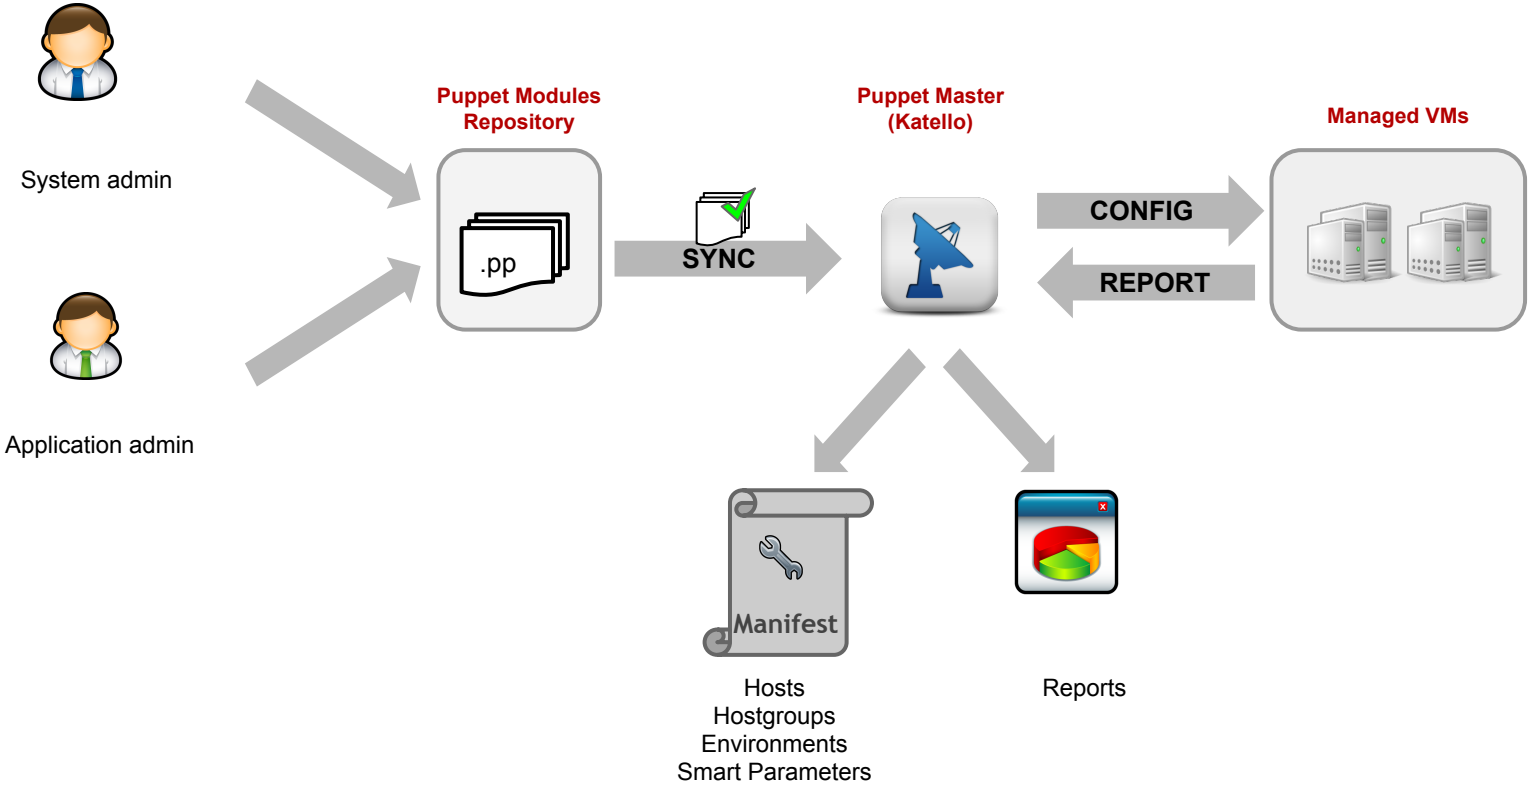 System admin
Application admin
Puppet Modules
Repository
.pp
SYNC
Puppet Master
(Katello)
CONFIG
REPORT
Managed VMs
Manifest
Hosts
Hostgroups
Environments
Smart Parameters
X
Reports